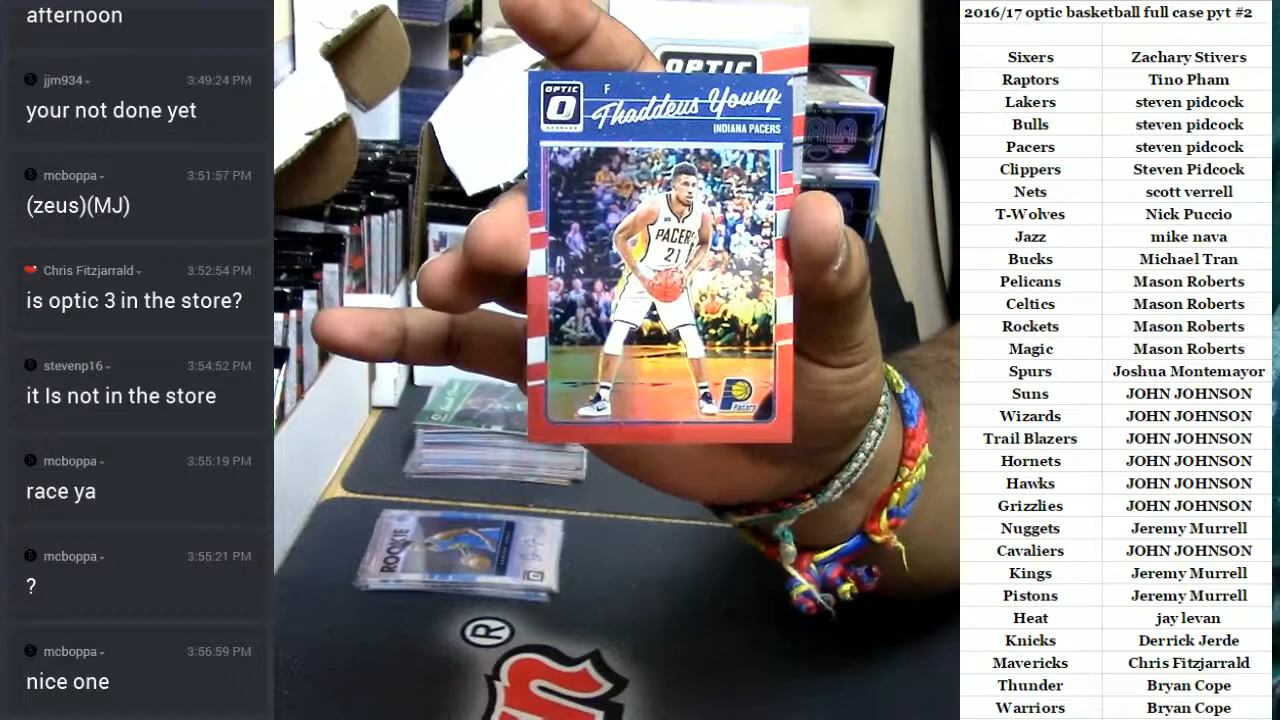 afternoon
jjm934
3:49:24 PM
your not done yet
mcboppa
3:51:57 PM
(zeus)(MJ)
Chris Fitzjarrald
3:52:54 PM
is optic 3 in the store?
stevenp16
3:54:52 PM
it Is not in the store
mcboppa
3:55:19 PM
race ya
mcboppa
3:55:21 PM
?
mcboppa
3:56:59 PM
nice one
OPTIC
OPTIC
F
Thaddeus Young
INDIANA PACERS
PACERS
21
Pacers
ROOKIE
®
2016/17 optic basketball full case pyt #2
Sixers Zachary Stivers
Raptors Tino Pham
Lakers steven pidcock
Bulls steven pidcock
Pacers steven pidcock
Clippers Steven Pidcock
Nets scott verrell
T-Wolves Nick Puccio
Jazz mike nava
Bucks Michael Tran
Pelicans Mason Roberts
Celtics Mason Roberts
Rockets Mason Roberts
Magic Mason Roberts
Spurs Joshua Montemayor
Suns JOHN JOHNSON
Wizards JOHN JOHNSON
Trail Blazers JOHN JOHNSON
Hornets JOHN JOHNSON
Hawks JOHN JOHNSON
Grizzlies JOHN JOHNSON
Nuggets Jeremy Murrell
Cavaliers JOHN JOHNSON
Kings Jeremy Murrell
Pistons Jeremy Murrell
Heat jay levan
Knicks Derrick Jerde
Mavericks Chris Fitzjarrald
Thunder Bryan Cope
Warriors Bryan Cope